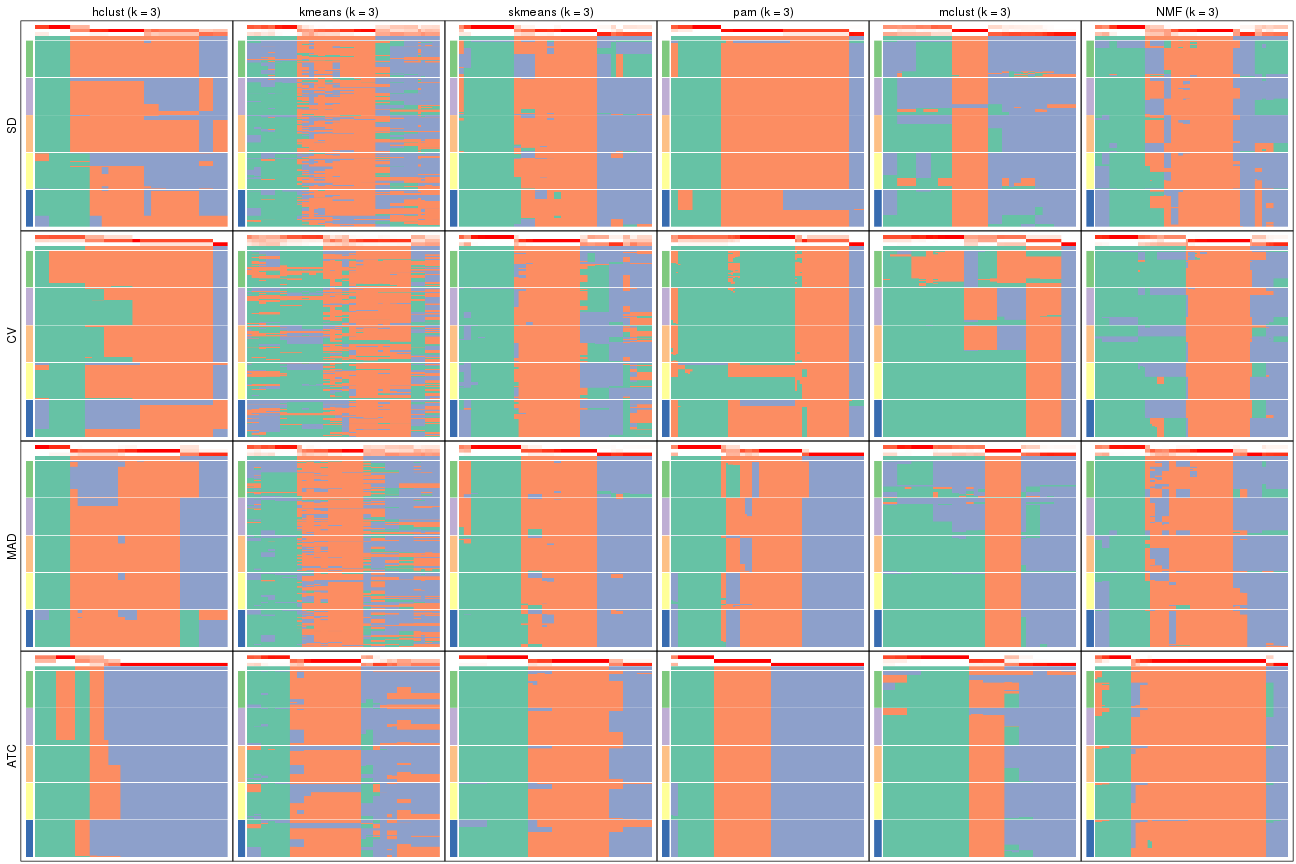 hclust (k = 3)
kmeans (k = 3)
skmeans (k = 3)
pam (k = 3)
mclust (k = 3)
NMF (k = 3)
SD
CV
MAD
ATC